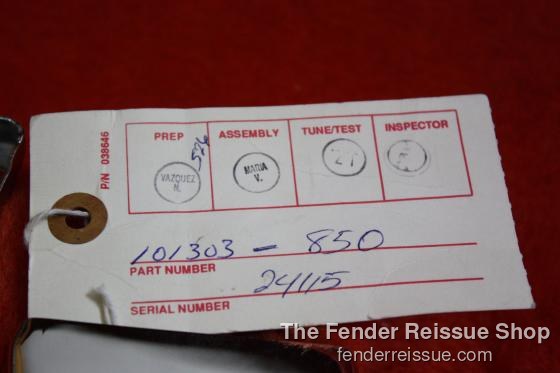 P/N 038646
PREP ASSEMBLY TUNE/TEST INSPECTOR
VAZQUEZ
N.
526
MARIA
V.
27
101303 - 850
PART NUMBER
24115
SERIAL NUMBER
The Fender Reissue Shop
fenderreissue.com